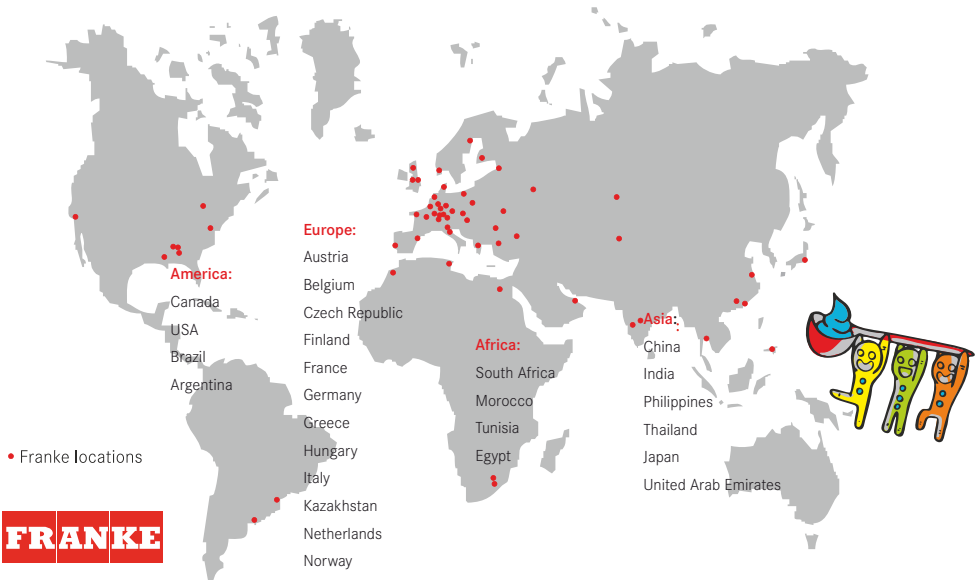 America:
Canada
USA
Brazil
Argentina
Europe:
Austria
Belgium
Czech Republic
Finland
France
Germany
Greece
Hungary
Italy
Kazakhstan
Netherlands
Norway
Africa:
South Africa
Morocco
Tunisia
Egypt
Asia:
China
India
Philippines
Thailand
Japan
United Arab Emirates
Franke locations
FRANKE